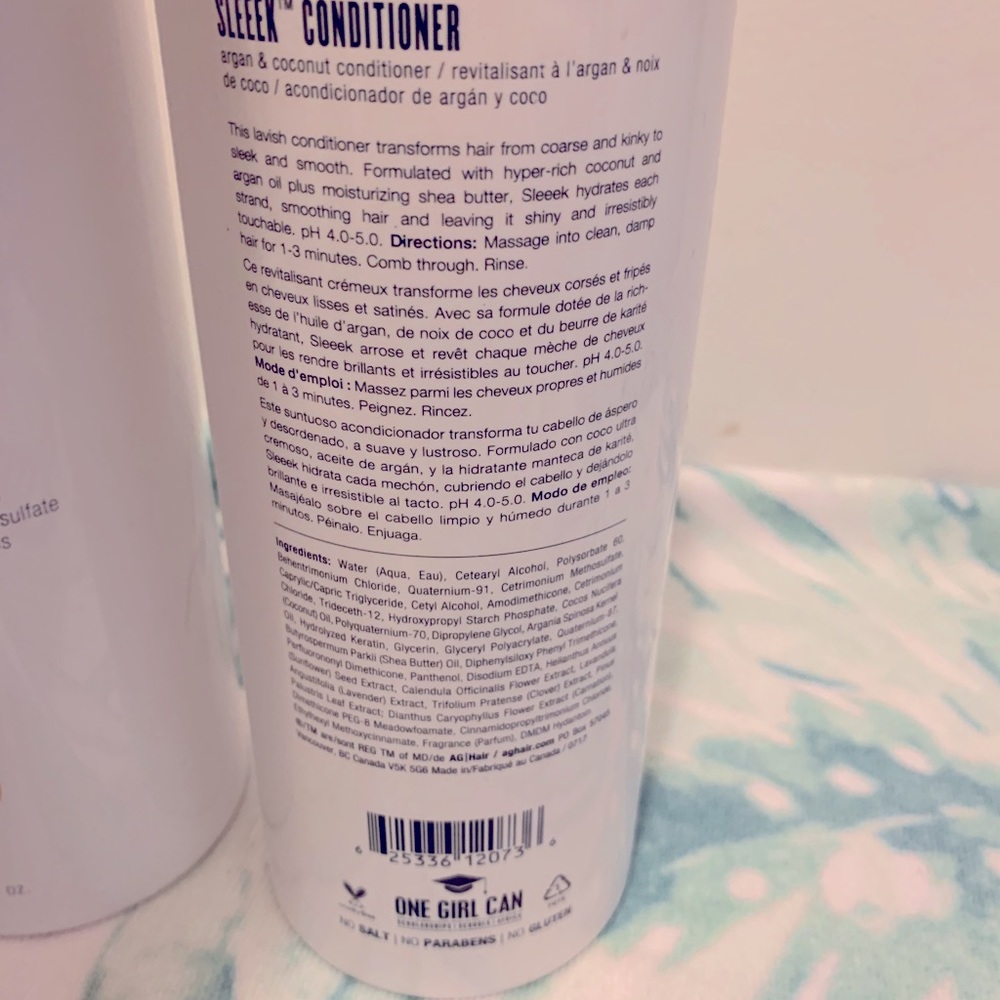 SLEEEK™ CONDITIONER
argan & coconut conditioner / revitalisant à l'argan & noix
de coco / acondicionador de argán y coco
This lavish conditioner transforms hair from coarse and kinky to
sleek and smooth. Formulated with hyper-rich coconut and
argan oil plus moisturizing shea butter, Sleeek hydrates each
strand, smoothing hair and leaving it shiny and irresistibly
touchable. pH 4.0-5.0. Directions: Massage into clean, damp
hair for 1-3 minutes. Comb through. Rinse.
Ce revitalisant crémeux transforme les cheveux corsés et fripés
en cheveux lisses et satinés. Avec sa formule dotée de la rich-
esse de l'huile d'argan, de noix de coco et du beurre de karité
hydratant, Sleeek arrose et revêt chaque mèche de cheveux
pour les rendre brillants et irrésistibles au toucher. pH 4.0-5.0.
Mode d'emploi : Massez parmi les cheveux propres et humides
de 1 à 3 minutes. Peignez. Rincez.
Este suntuoso acondicionador transforma tu cabello de áspero
y desordenado, a suave y lustroso. Formulado con coco ultra
cremoso, aceite de argán, y la hidratante manteca de karité,
Sleeek hidrata cada mechón, cubriendo el cabello y dejándolo
brillante e irresistible al tacto. pH 4.0-5.0. Modo de empleo:
Masajéalo sobre el cabello limpio y húmedo durante 1 a 3
minutos. Péinalo. Enjuaga.
Ingredients: Water (Aqua, Eau), Cetearyl Alcohol, Polysorbate 60,
Behentrimonium Chloride, Quaternium-91, Cetrimonium Methosulfate,
Caprylic/Capric Triglyceride, Cetyl Alcohol, Amodimethicone, Cetrimonium
Chloride, Trideceth-12, Hydroxypropyl Starch Phosphate, Cocos Nucifera
(Coconut) Oil, Polyquaternium-70, Dipropylene Glycol, Argania Spinosa Kernel
Oil, Hydrolyzed Keratin, Glycerin, Glyceryl Polyacrylate, Quaternium-87,
Butyrospermum Parkii (Shea Butter) Oil, Diphenylsiloxy Phenyl Trimethicone,
Perfluorononyl Dimethicone, Panthenol, Disodium EDTA, Helianthus Annuus
(Sunflower) Seed Extract, Calendula Officinalis Flower Extract, Lavandula
Angustifolia (Lavender) Extract, Trifolium Pratense (Clover) Extract, Pinus
Palustris Leaf Extract; Dianthus Caryophyllus Flower Extract (Carnation),
Dimethicone PEG-8 Meadowfoamate, Cinnamidopropyltrimonium Chloride,
Ethylhexyl Methoxycinnamate, Fragrance (Parfum), DMDM Hydantoin.
®/TM are/sont REG TM of MD/de AG|Hair / aghair.com PO Box 57045
Vancouver, BC Canada V5K 5G6 Made in/Fabriqué au Canada / 0717
6 25336 12073 6
ONE GIRL CAN
NO SALT | NO PARABENS | NO GLUTEN
sulfate
s
oz.